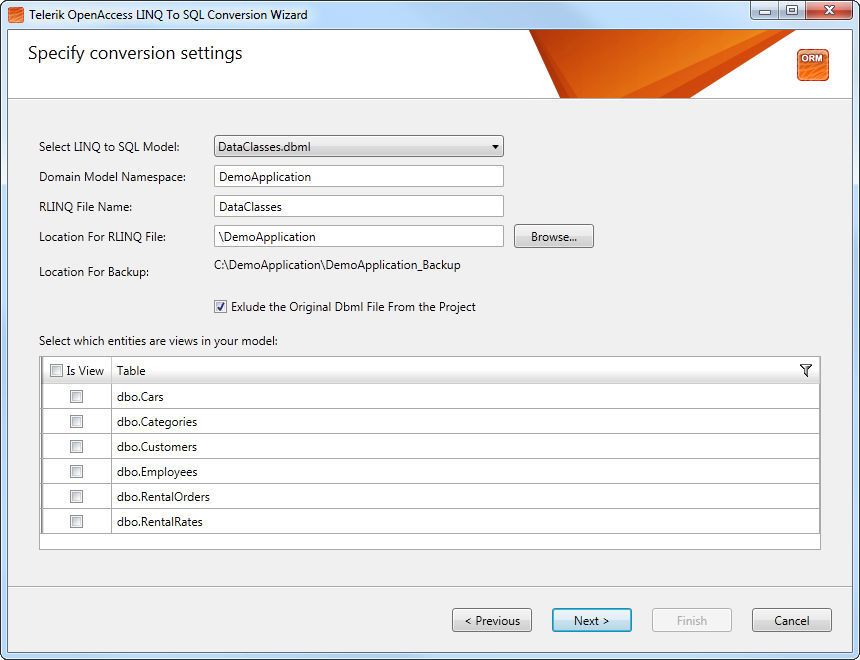 Telerik OpenAccess LINQ To SQL Conversion Wizard
Specify conversion settings
ORM
Select LINQ to SQL Model: DataClasses.dbml
Domain Model Namespace: DemoApplication
RLINQ File Name: DataClasses
Location For RLINQ File: \DemoApplication Browse...
Location For Backup: C:\DemoApplication\DemoApplication_Backup
Exlude the Original Dbml File From the Project
Select which entities are views in your model:
Is View Table
dbo.Cars
dbo.Categories
dbo.Customers
dbo.Employees
dbo.RentalOrders
dbo.RentalRates
< Previous Next > Finish Cancel